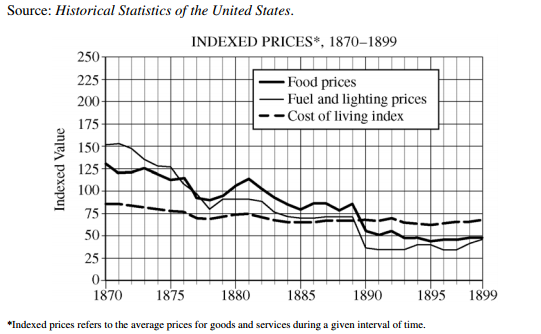 Source: Historical Statistics of the United States.
INDEXED PRICES*, 1870–1899
250
225
200
175
150
125
100
75
50
25
0
Indexed Value
Food prices
Fuel and lighting prices
Cost of living index
1870 1875 1880 1885 1890 1895 1899
*Indexed prices refers to the average prices for goods and services during a given interval of time.